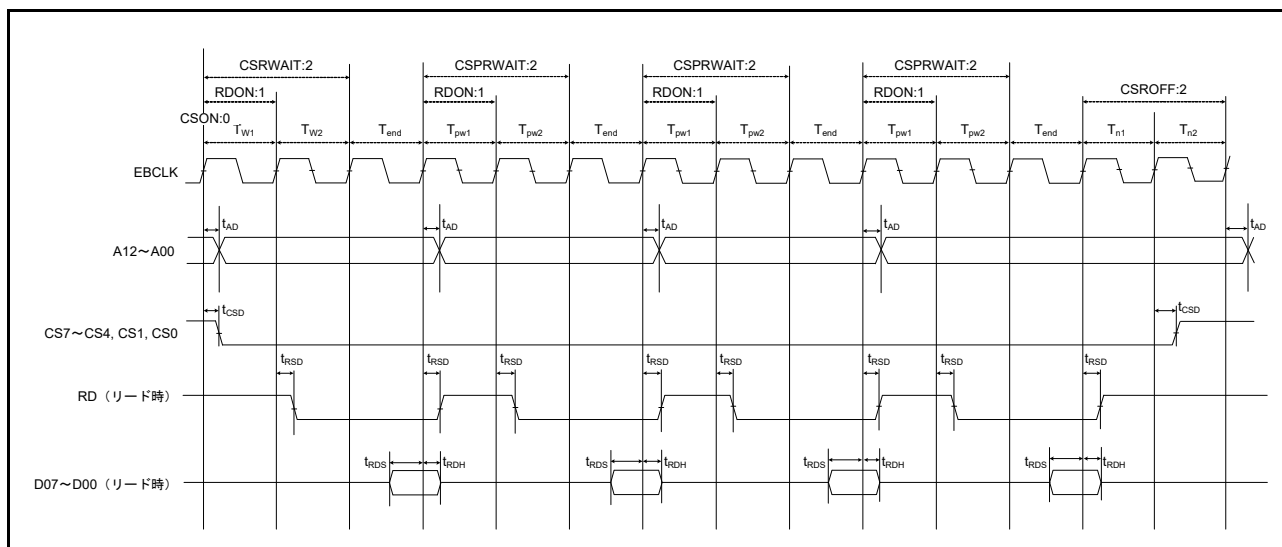 CSRWAIT:2 CSPRWAIT:2 CSPRWAIT:2 CSPRWAIT:2
RDON:1 RDON:1 RDON:1 RDON:1 CSROFF:2
CSON:0
TW1 TW2 Tend Tpw1 Tpw2 Tend Tpw1 Tpw2 Tend Tpw1 Tpw2 Tend Tn1 Tn2
EBCLK
tAD tAD tAD tAD tAD
A12～A00
tCSD tCSD
CS7～CS4, CS1, CS0
tRSD tRSD tRSD tRSD tRSD tRSD tRSD tRSD
RD（リード時）
tRDS tRDH tRDS tRDH tRDS tRDH tRDS tRDH
D07～D00（リード時）